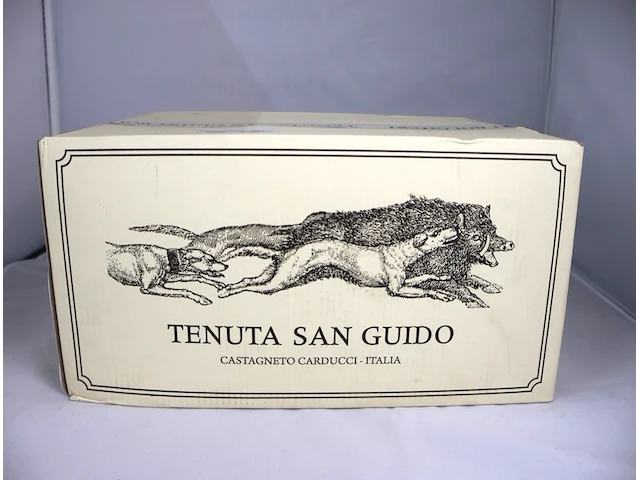 TENUTA SAN GUIDO
CASTAGNETO CARDUCCI - ITALIA